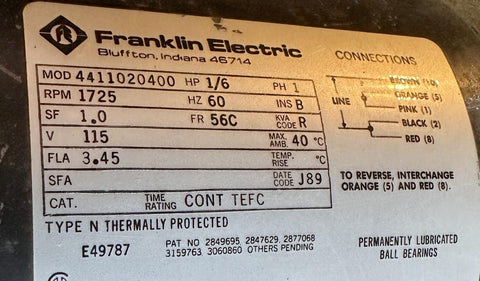 Franklin Electric
Bluffton, Indiana 46714
MOD 4411020400 HP 1/6 PH 1
RPM 1725 HZ 60 INS B
SF 1.0 FR 56C KVA CODE R
V 115 MAX. AMB. 40 °C
FLA 3.45 TEMP. RISE °C
SFA DATE CODE J89
CAT. TIME RATING CONT TEFC
TYPE N THERMALLY PROTECTED
E49787
PAT NO 2849695, 2847629, 2877068
3159763 3060860 OTHERS PENDING
CONNECTIONS
BROWN (10)
ORANGE (5)
PINK (1)
LINE
BLACK (2)
RED (8)
TO REVERSE, INTERCHANGE
ORANGE (5) AND RED (8).
PERMANENTLY LUBRICATED
BALL BEARINGS